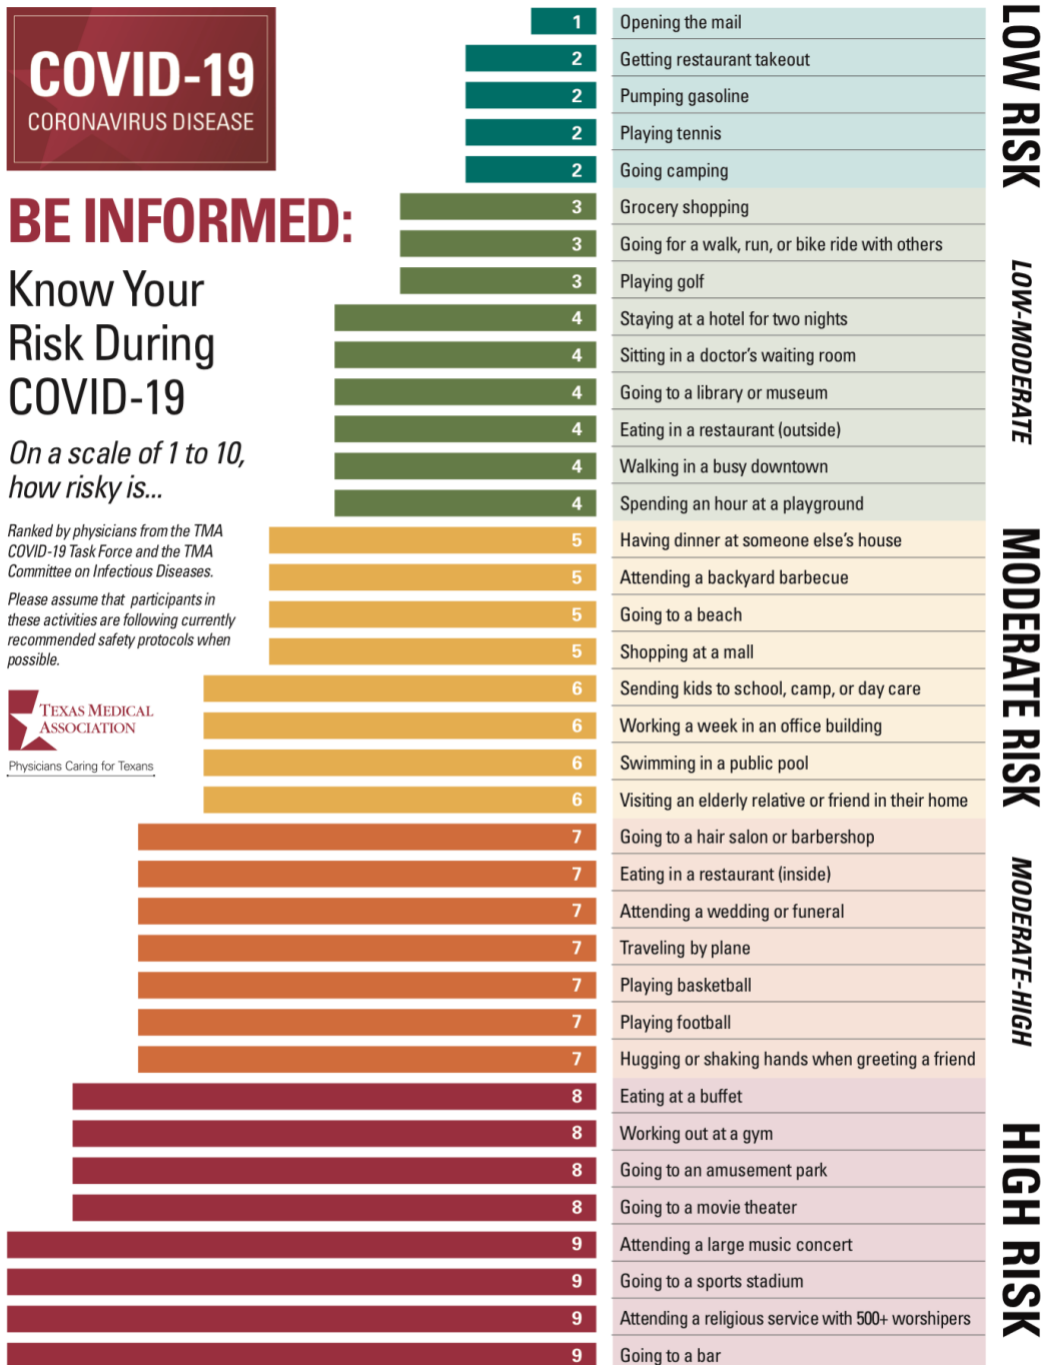 COVID-19
CORONAVIRUS DISEASE
BE INFORMED:
Know Your
Risk During
COVID-19
On a scale of 1 to 10,
how risky is...
Ranked by physicians from the TMA
COVID-19 Task Force and the TMA
Committee on Infectious Diseases.
Please assume that participants in
these activities are following currently
recommended safety protocols when
possible.
TEXAS MEDICAL
ASSOCIATION
Physicians Caring for Texans
1 Opening the mail
2 Getting restaurant takeout
2 Pumping gasoline
2 Playing tennis
2 Going camping
3 Grocery shopping
3 Going for a walk, run, or bike ride with others
3 Playing golf
4 Staying at a hotel for two nights
4 Sitting in a doctor's waiting room
4 Going to a library or museum
4 Eating in a restaurant (outside)
4 Walking in a busy downtown
4 Spending an hour at a playground
5 Having dinner at someone else's house
5 Attending a backyard barbecue
5 Going to a beach
5 Shopping at a mall
6 Sending kids to school, camp, or day care
6 Working a week in an office building
6 Swimming in a public pool
6 Visiting an elderly relative or friend in their home
7 Going to a hair salon or barbershop
7 Eating in a restaurant (inside)
7 Attending a wedding or funeral
7 Traveling by plane
7 Playing basketball
7 Playing football
7 Hugging or shaking hands when greeting a friend
8 Eating at a buffet
8 Working out at a gym
8 Going to an amusement park
8 Going to a movie theater
9 Attending a large music concert
9 Going to a sports stadium
9 Attending a religious service with 500+ worshipers
9 Going to a bar
LOW RISK
LOW-MODERATE
MODERATE RISK
MODERATE-HIGH
HIGH RISK